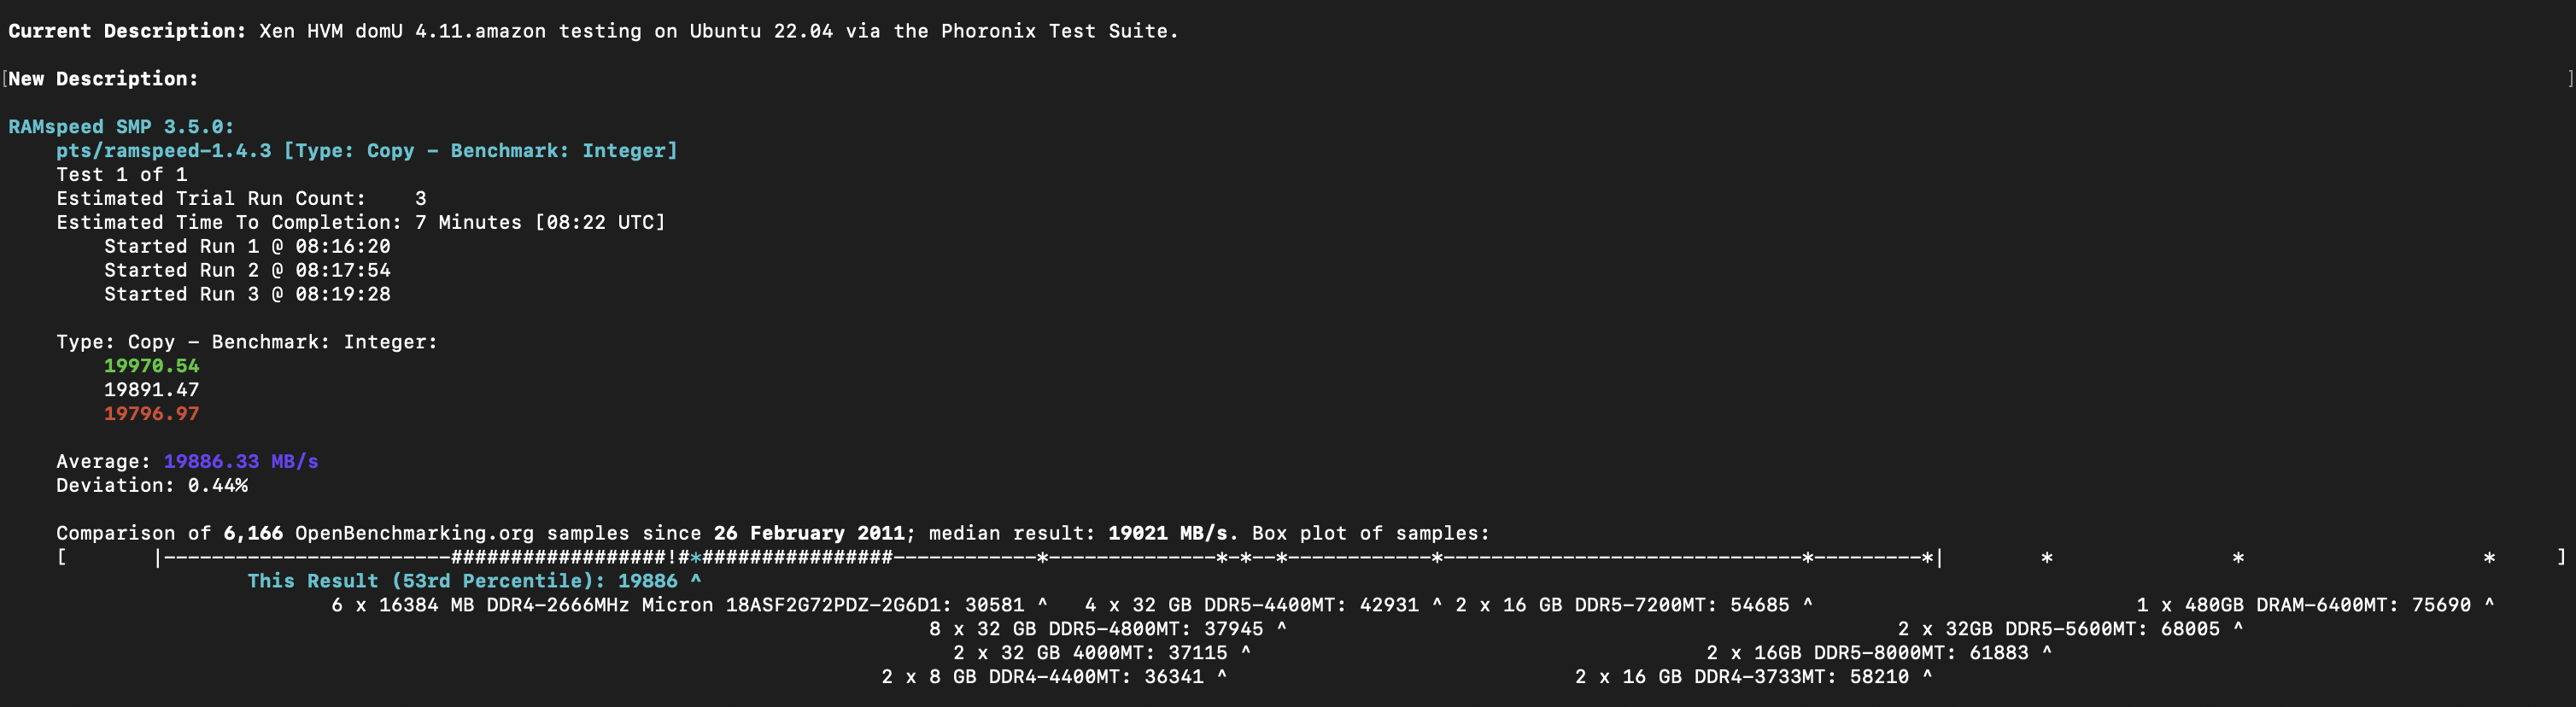 Current Description: Xen HVM domU 4.11.amazon testing on Ubuntu 22.04 via the Phoronix Test Suite.
[New Description: ]
RAMspeed SMP 3.5.0:
pts/ramspeed-1.4.3 [Type: Copy - Benchmark: Integer]
Test 1 of 1
Estimated Trial Run Count: 3
Estimated Time To Completion: 7 Minutes [08:22 UTC]
Started Run 1 @ 08:16:20
Started Run 2 @ 08:17:54
Started Run 3 @ 08:19:28
Type: Copy - Benchmark: Integer:
19970.54
19891.47
19796.97
Average: 19886.33 MB/s
Deviation: 0.44%
Comparison of 6,166 OpenBenchmarking.org samples since 26 February 2011; median result: 19021 MB/s. Box plot of samples:
[ |------------------------##################!#*################------------*--------------*-*--*------------*------------------------------*---------*| * * * ]
This Result (53rd Percentile): 19886 ^
6 x 16384 MB DDR4-2666MHz Micron 18ASF2G72PDZ-2G6D1: 30581 ^ 4 x 32 GB DDR5-4400MT: 42931 ^ 2 x 16 GB DDR5-7200MT: 54685 ^ 1 x 480GB DRAM-6400MT: 75690 ^
8 x 32 GB DDR5-4800MT: 37945 ^ 2 x 32GB DDR5-5600MT: 68005 ^
2 x 32 GB 4000MT: 37115 ^ 2 x 16GB DDR5-8000MT: 61883 ^
2 x 8 GB DDR4-4400MT: 36341 ^ 2 x 16 GB DDR4-3733MT: 58210 ^